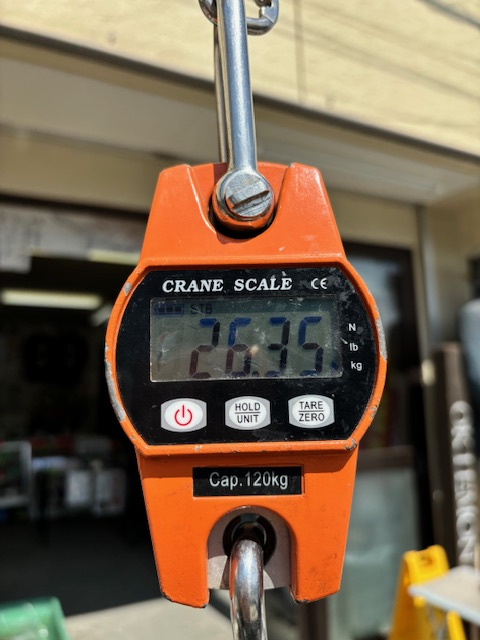 CRANE SCALE CE
STB
26.35
N
lb
kg
HOLD
UNIT
TARE
ZERO
Cap.120kg